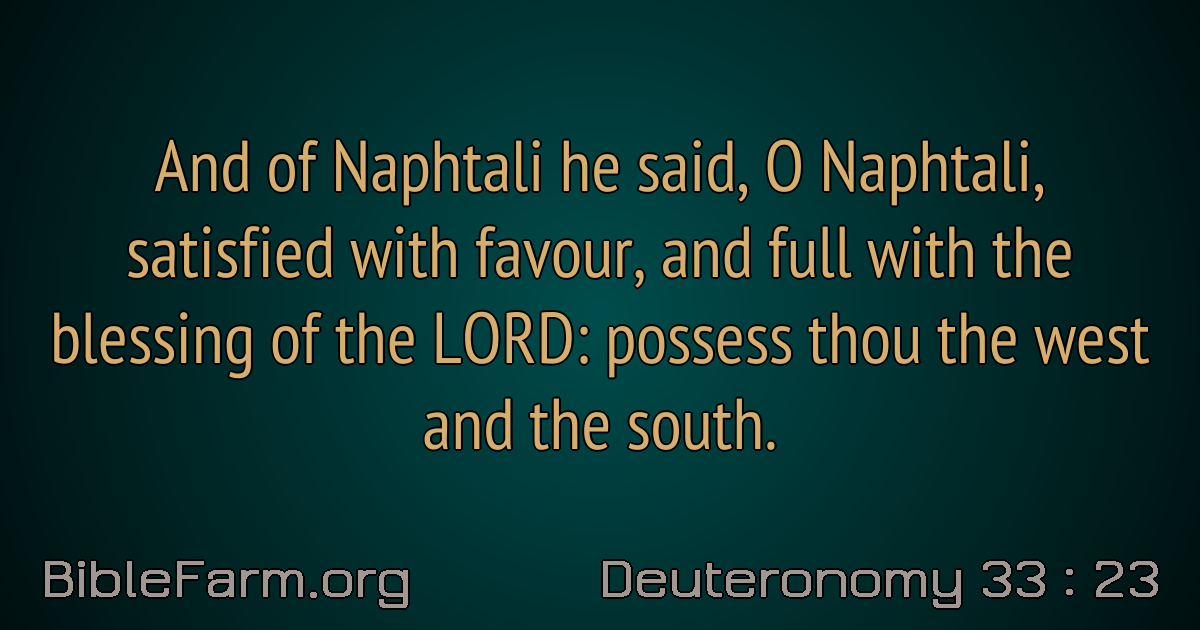 And of Naphtali he said, O Naphtali,
satisfied with favour, and full with the
blessing of the LORD: possess thou the west
and the south.
BibleFarm.org
Deuteronomy 33 : 23